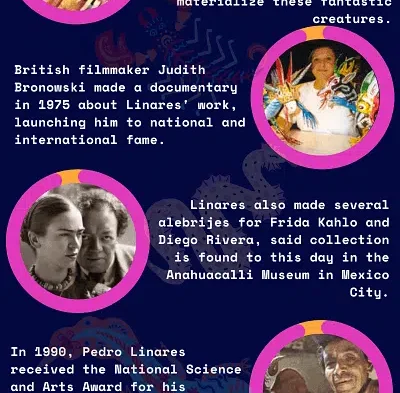 materialize these fantastic
creatures.
British filmmaker Judith
Bronowski made a documentary
in 1975 about Linares' work,
launching him to national and
international fame.
Linares also made several
alebrijes for Frida Kahlo and
Diego Rivera, said collection
is found to this day in the
Anahuacalli Museum in Mexico
City.
In 1990, Pedro Linares
received the National Science
and Arts Award for his